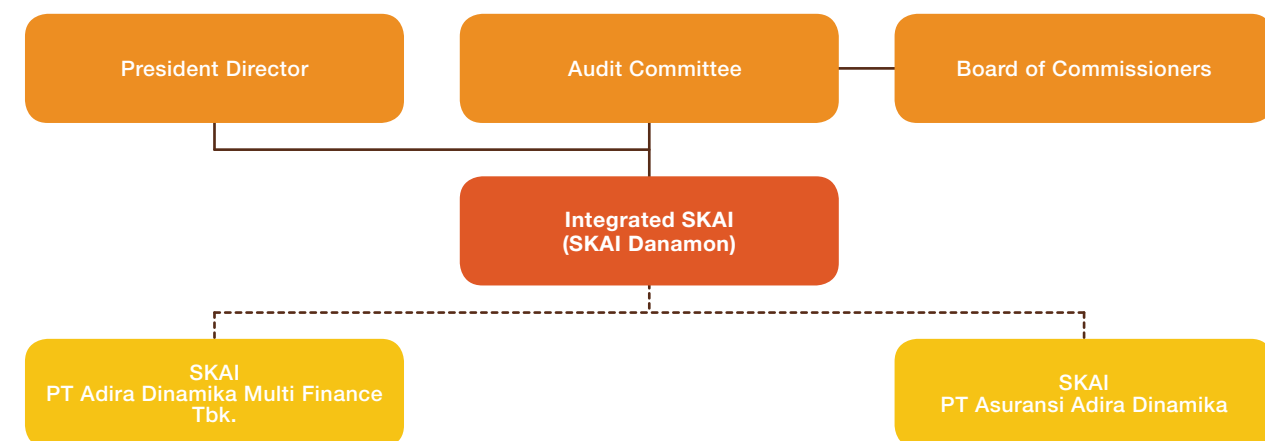 President Director
Audit Committee
Board of Commissioners
Integrated SKAI
(SKAI Danamon)
SKAI
PT Adira Dinamika Multi Finance
Tbk.
SKAI
PT Asuransi Adira Dinamika